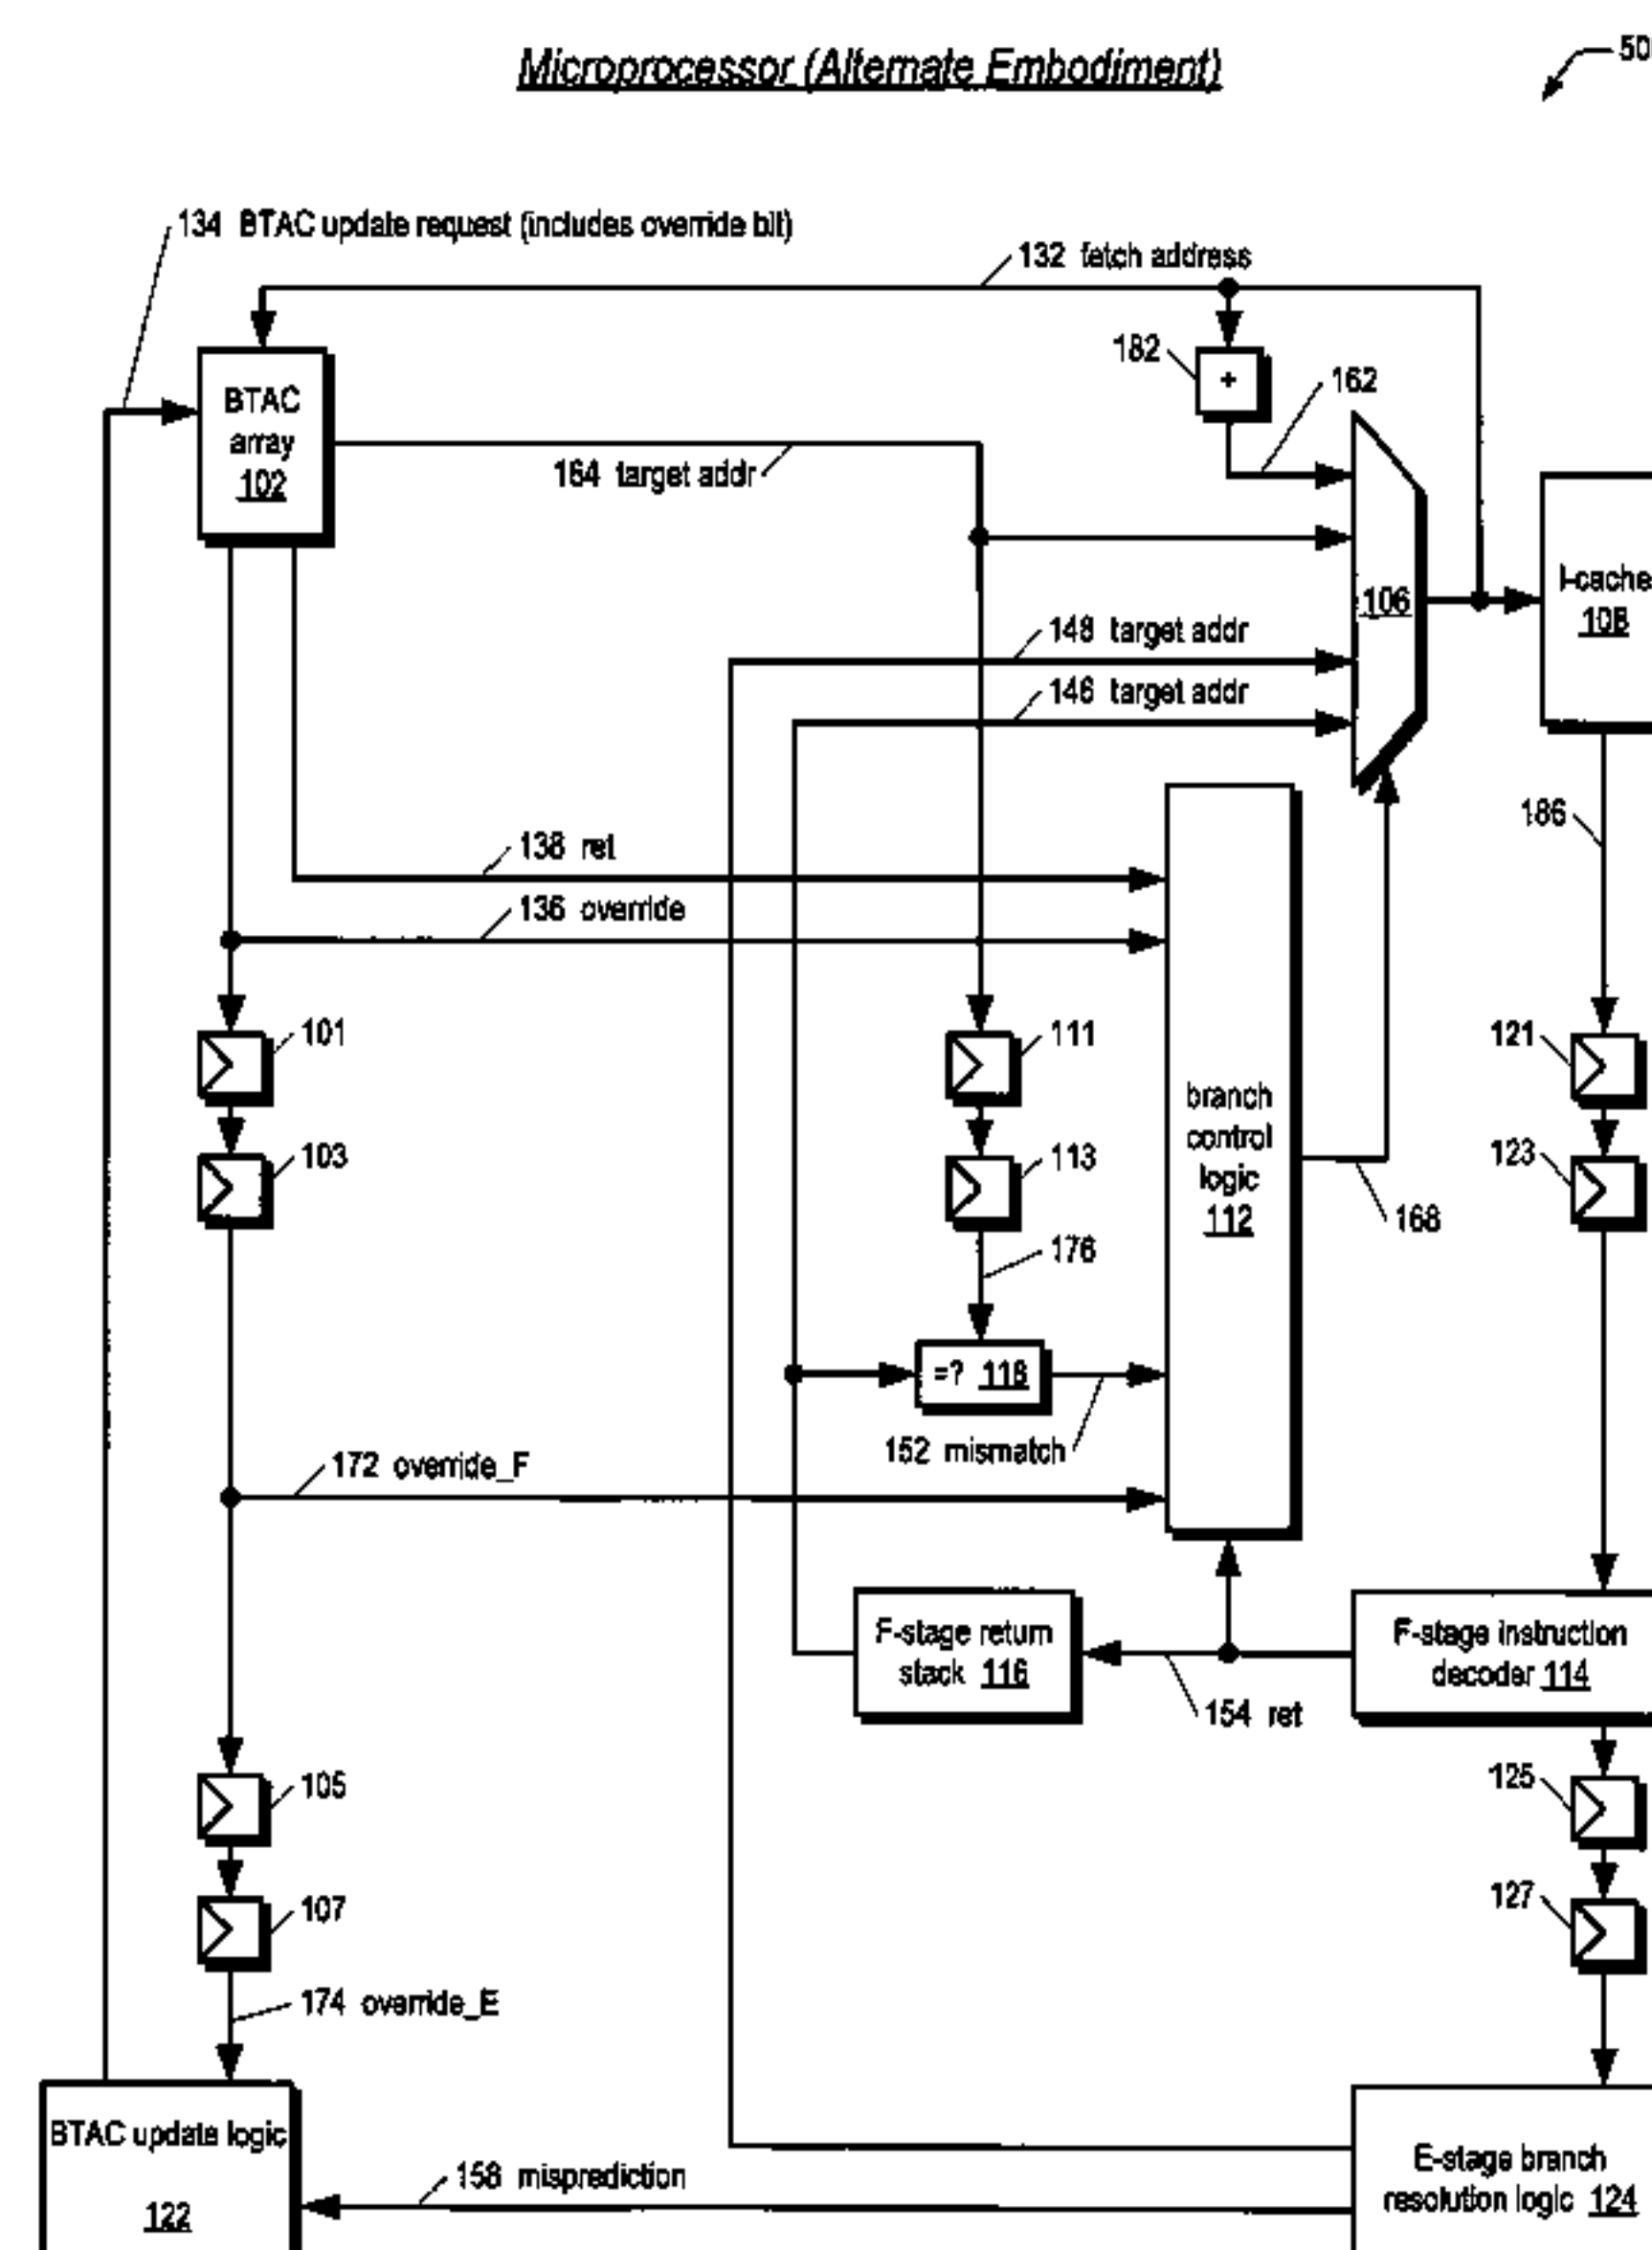 Microprocessor (Alternate Embodiment)
50
134 BTAC update request (includes override bit)
132 fetch address
182
+
162
BTAC
array
102
164 target addr
106
I-cache
108
148 target addr
146 target addr
186
138 ret
136 override
101
111
121
103
113
123
branch
control
logic
112
168
176
=? 118
152 mismatch
172 override_F
F-stage return
stack 116
F-stage instruction
decoder 114
154 ret
105
125
107
127
174 override_E
BTAC update logic
122
158 misprediction
E-stage branch
resolution logic 124